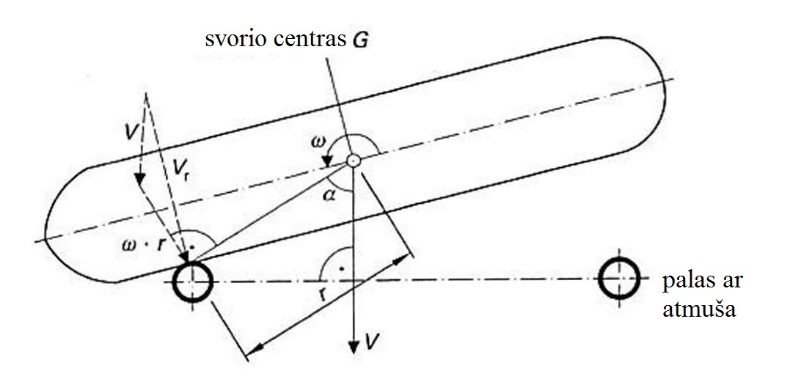 svorio centras G
V
Vr
ω
α
ω · r
r
palas ar
atmuša
V